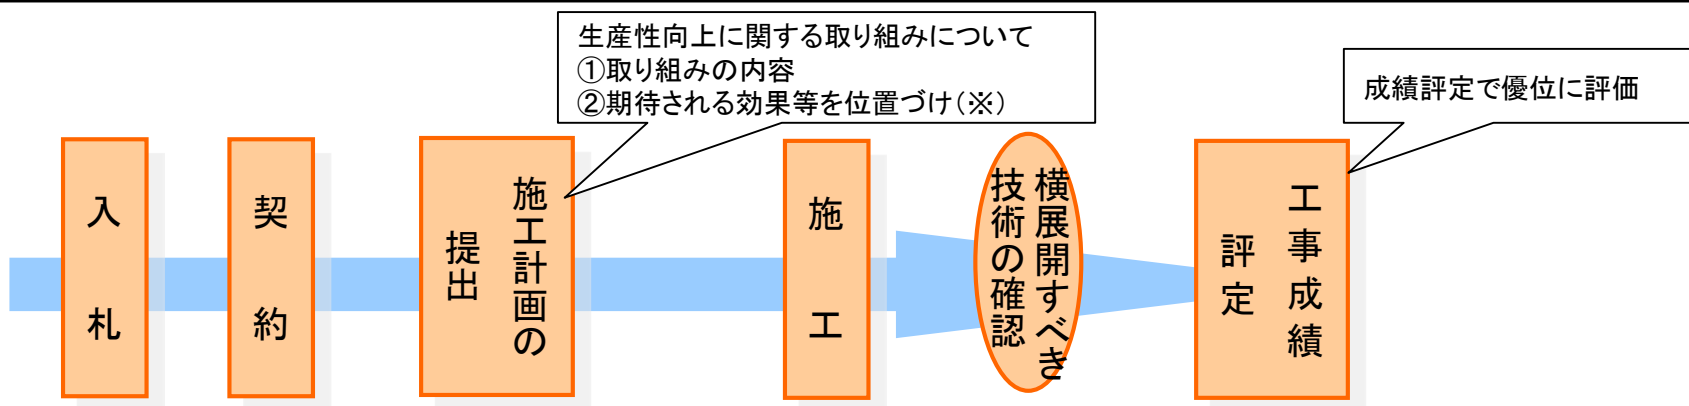 生産性向上に関する取り組みについて
①取り組みの内容
②期待される効果等を位置づけ（※）
成績評定で優位に評価
入札
契約
施工計画の
提出
施工
横展開すべき
技術の確認
工事成績
評定